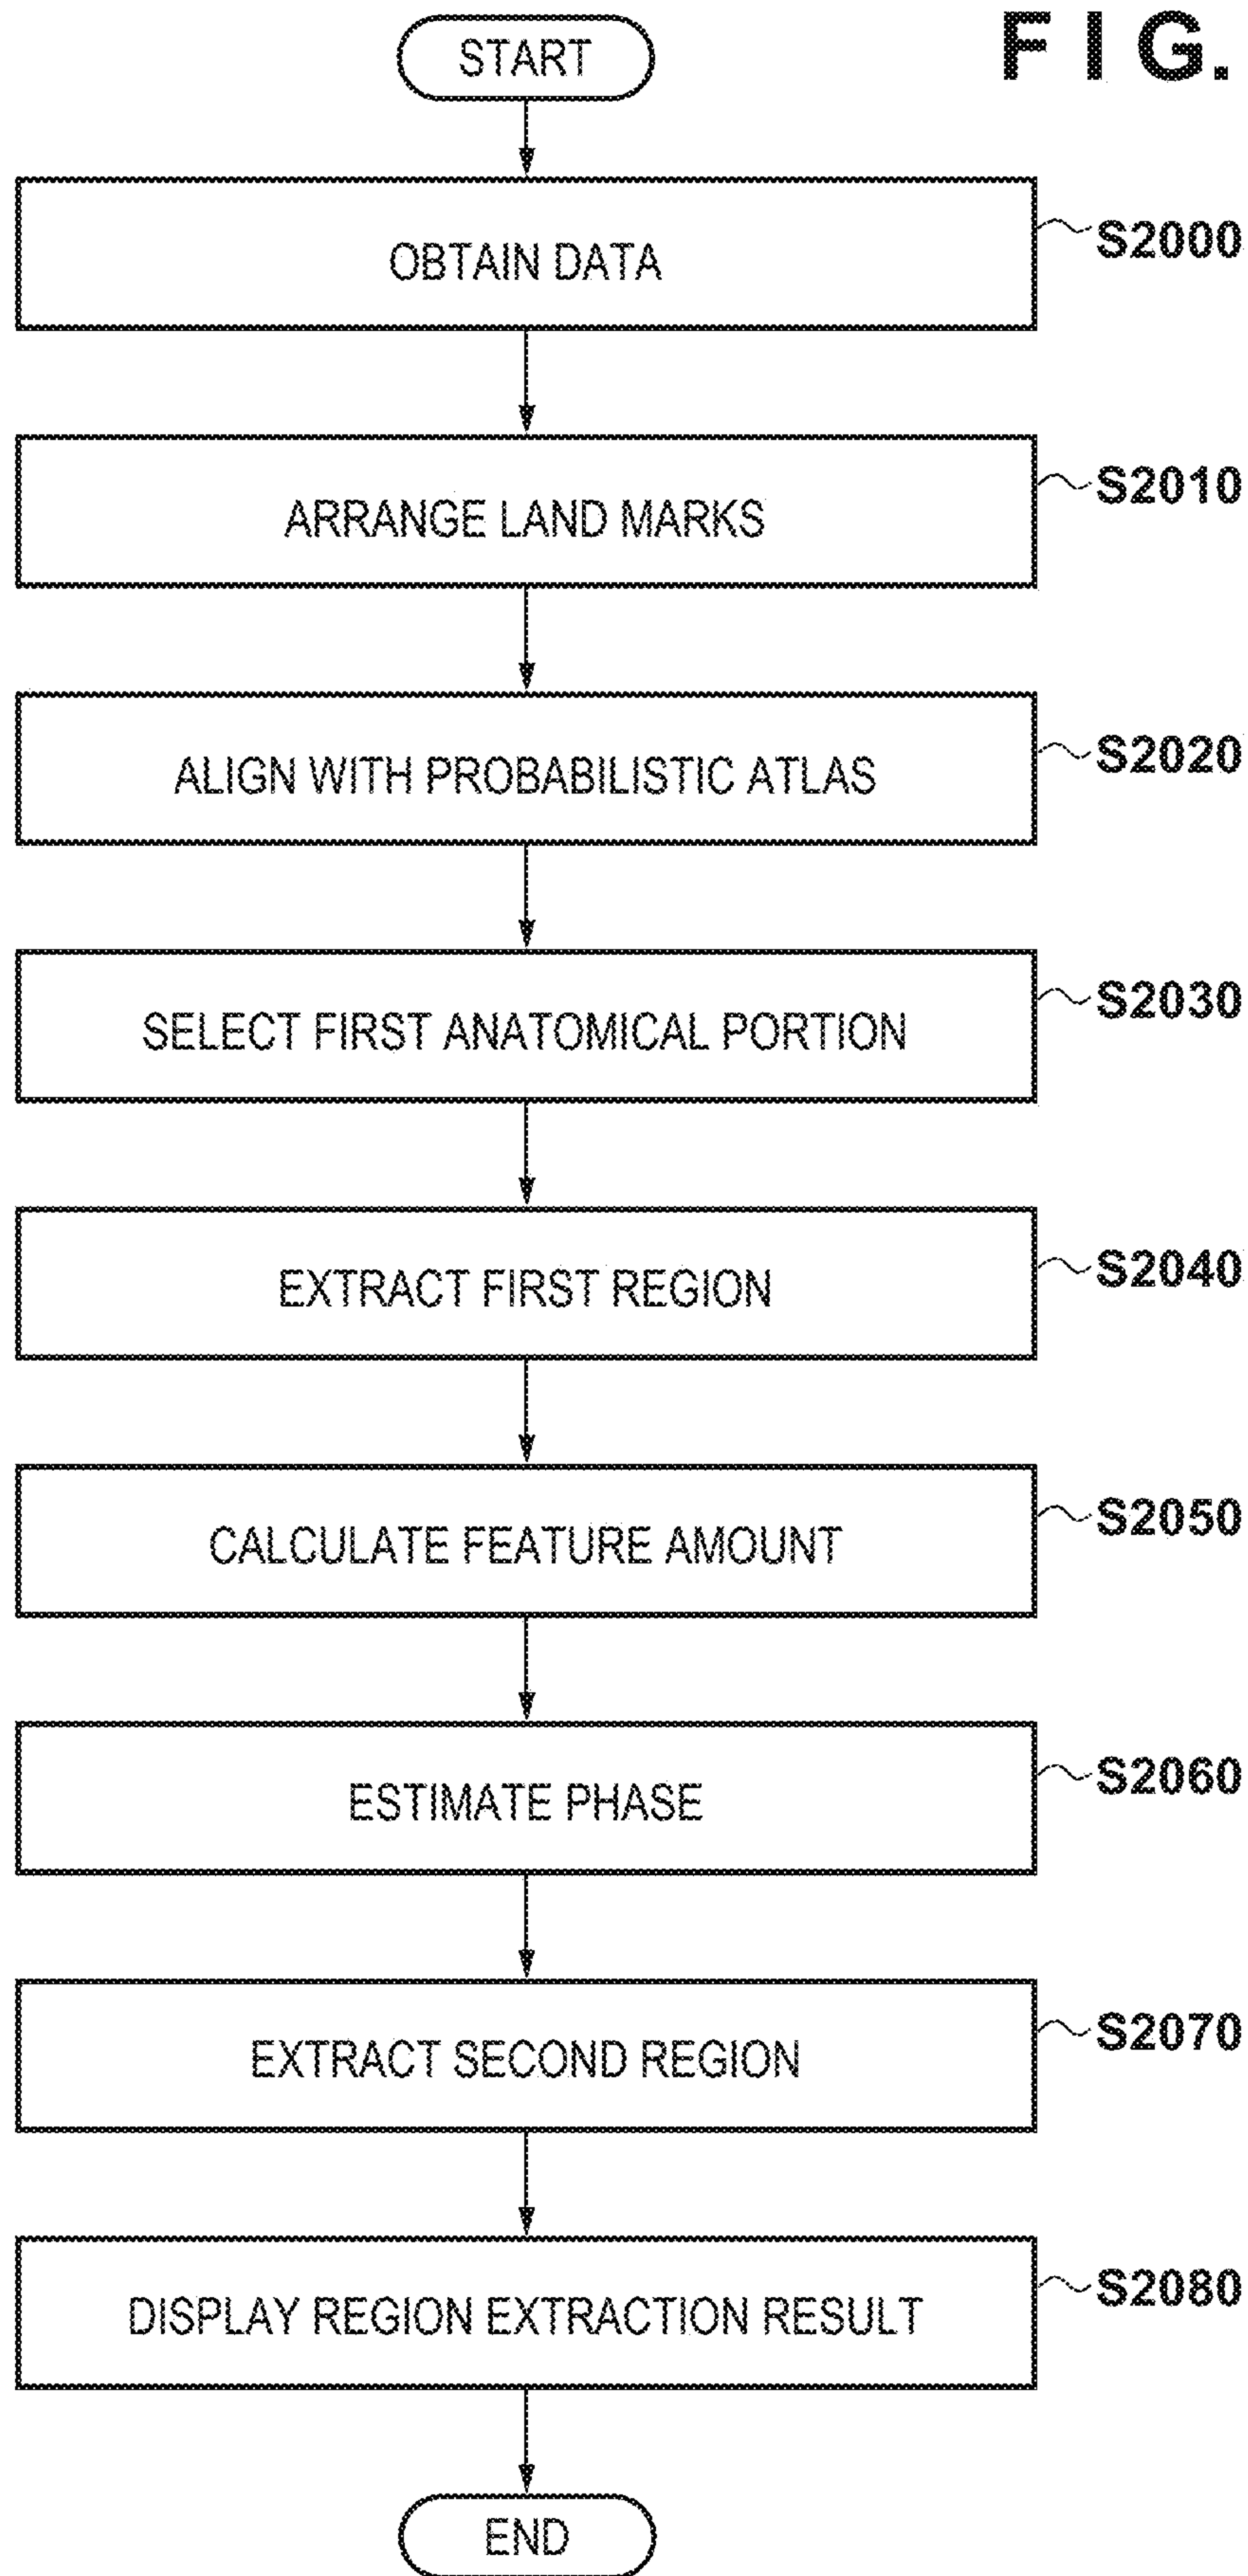 FIG.
START
OBTAIN DATA
S2000
ARRANGE LAND MARKS
S2010
ALIGN WITH PROBABILISTIC ATLAS
S2020
SELECT FIRST ANATOMICAL PORTION
S2030
EXTRACT FIRST REGION
S2040
CALCULATE FEATURE AMOUNT
S2050
ESTIMATE PHASE
S2060
EXTRACT SECOND REGION
S2070
DISPLAY REGION EXTRACTION RESULT
S2080
END